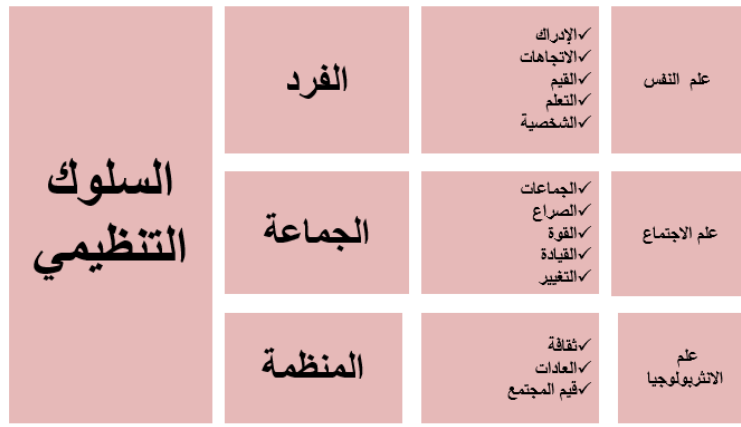 علم النفس
✓الإدراك
✓الاتجاهات
✓القيم
✓التعلم
✓الشخصية
الفرد
علم الاجتماع
✓الجماعات
✓الصراع
✓القوة
✓القيادة
✓التغيير
الجماعة
علم
الانثربولوجيا
✓ثقافة
✓العادات
✓قيم المجتمع
المنظمة
السلوك
التنظيمي